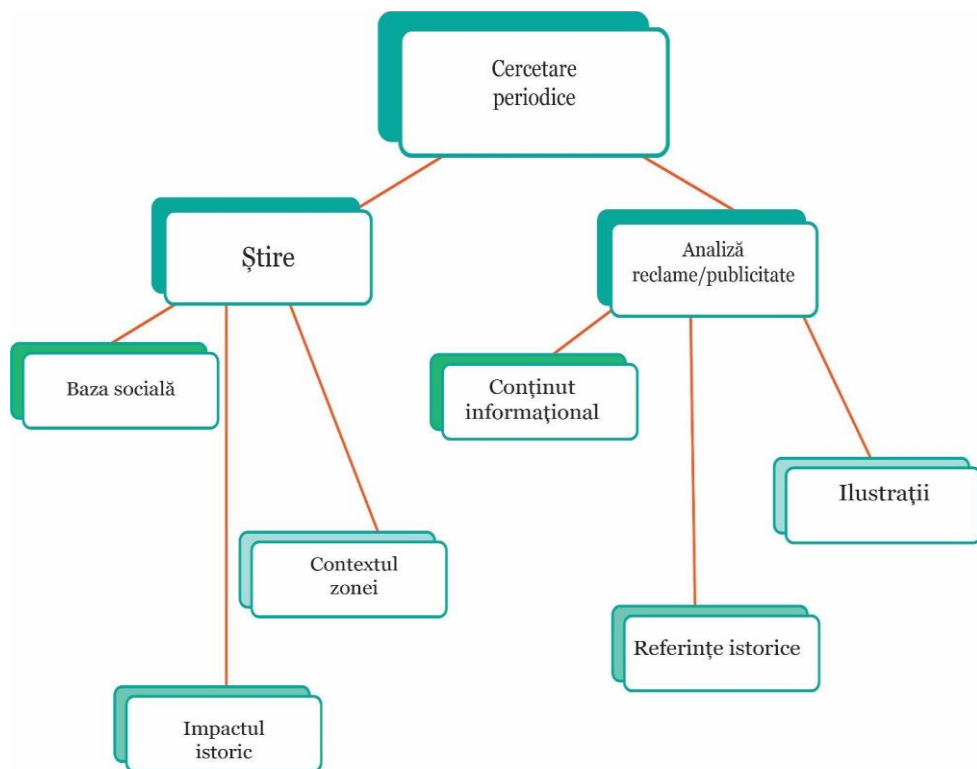 Cercetare
periodice
Știre
Analiză
reclame/publicitate
Baza socială
Conținut
informațional
Ilustrații
Contextul
zonei
Referințe istorice
Impactul
istoric